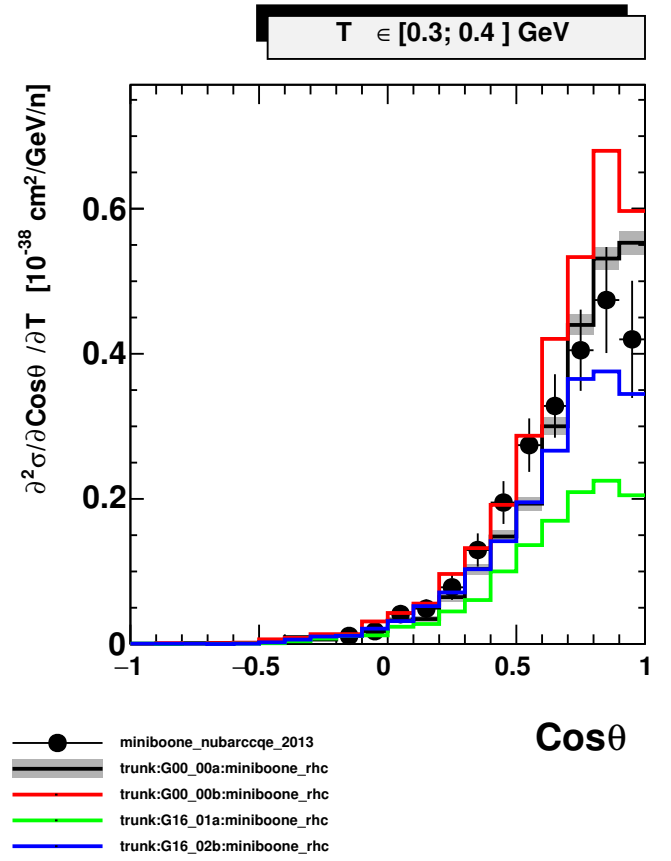 T ∈ [0.3; 0.4 ] GeV
∂²σ/∂Cosθ /∂T [10⁻³⁸ cm²/GeV/n]
0.6
0.4
0.2
0
−1 −0.5 0 0.5 1
Cosθ
miniboone_nubarccqe_2013
trunk:G00_00a:miniboone_rhc
trunk:G00_00b:miniboone_rhc
trunk:G16_01a:miniboone_rhc
trunk:G16_02b:miniboone_rhc